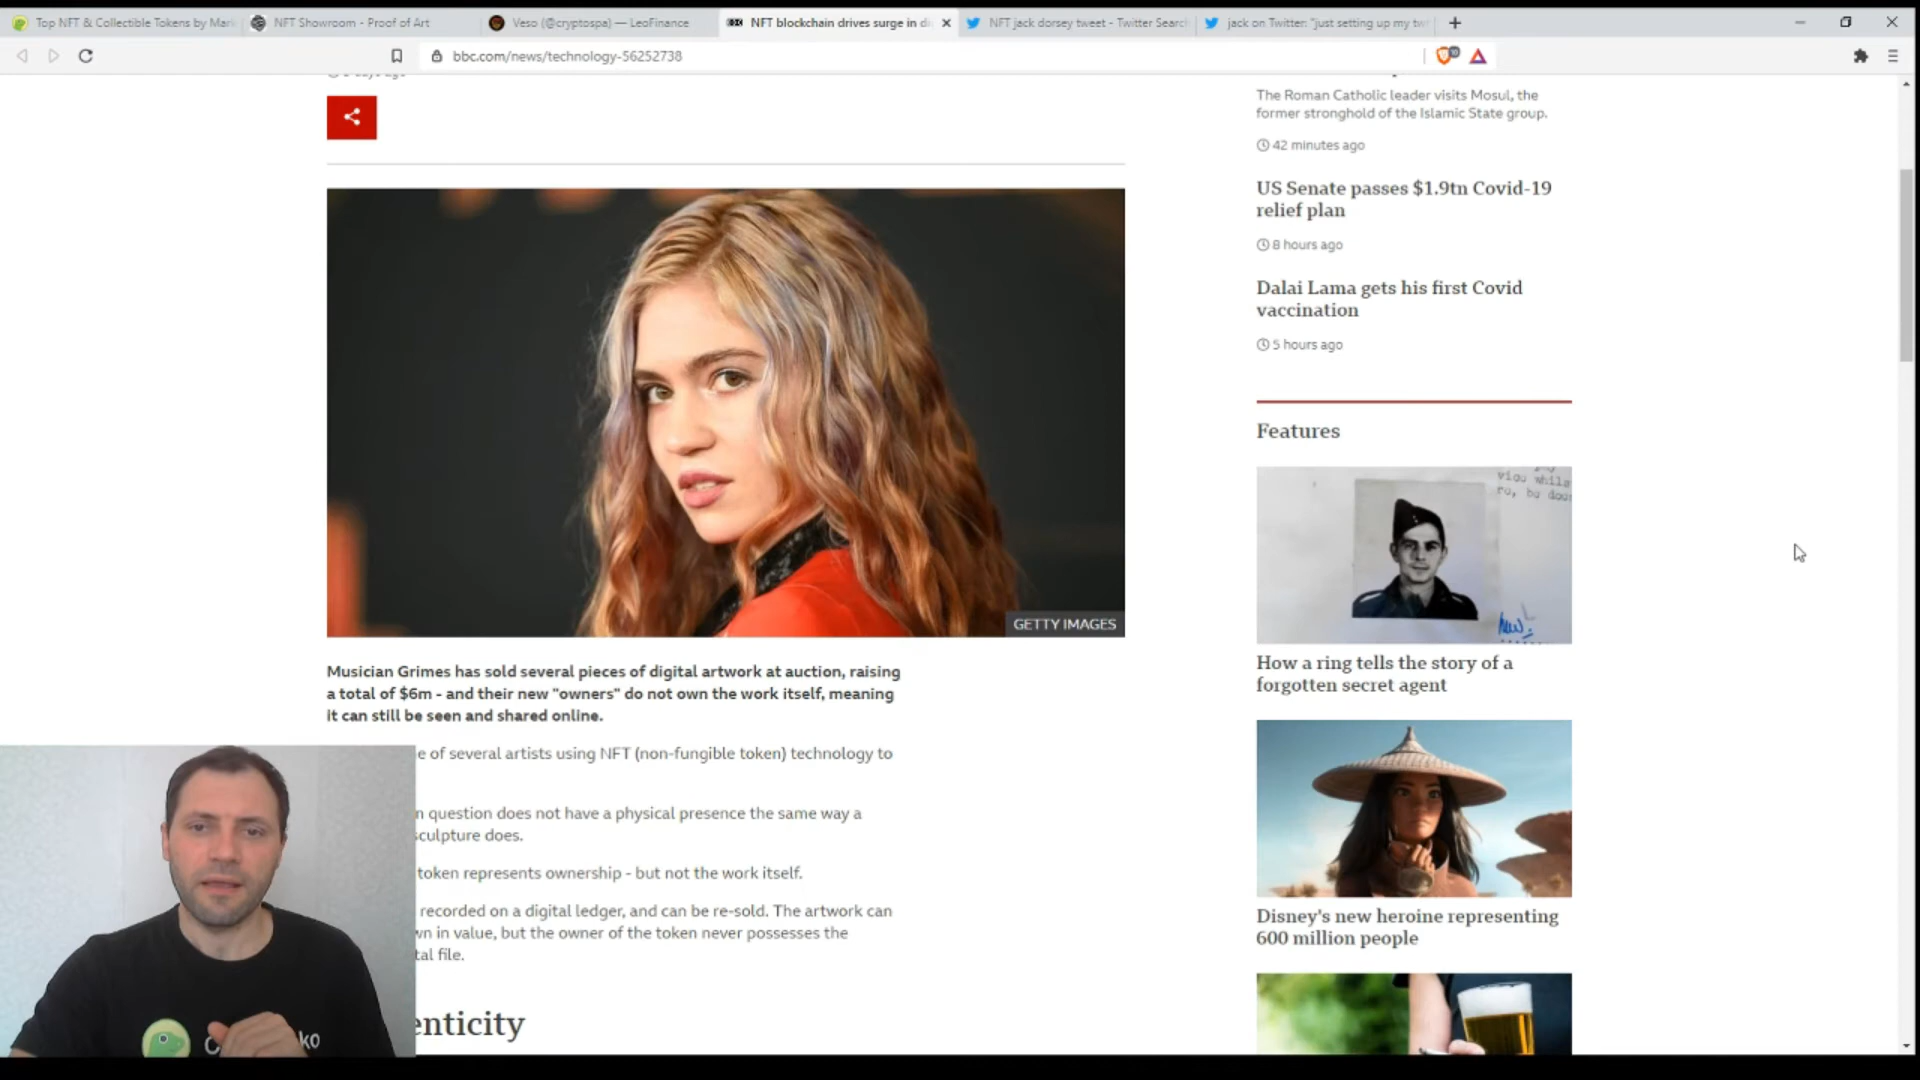 Top NFT & Collectible Tokens by Mar
NFT Showroom - Proof of Art
Veso (@cryptospa) — LeoFinance
NFT blockchain drives surge in di
NFT jack dorsey tweet - Twitter Searc
jack on Twitter: "just setting up my tw
bbc.com/news/technology-56252738
The Roman Catholic leader visits Mosul, the
former stronghold of the Islamic State group.
42 minutes ago
US Senate passes $1.9tn Covid-19
relief plan
8 hours ago
Dalai Lama gets his first Covid
vaccination
5 hours ago
Features
GETTY IMAGES
Musician Grimes has sold several pieces of digital artwork at auction, raising
a total of $6m - and their new "owners" do not own the work itself, meaning
it can still be seen and shared online.
e of several artists using NFT (non-fungible token) technology to
n question does not have a physical presence the same way a
sculpture does.
token represents ownership - but not the work itself.
recorded on a digital ledger, and can be re-sold. The artwork can
wn in value, but the owner of the token never possesses the
tal file.
enticity
How a ring tells the story of a
forgotten secret agent
Disney's new heroine representing
600 million people